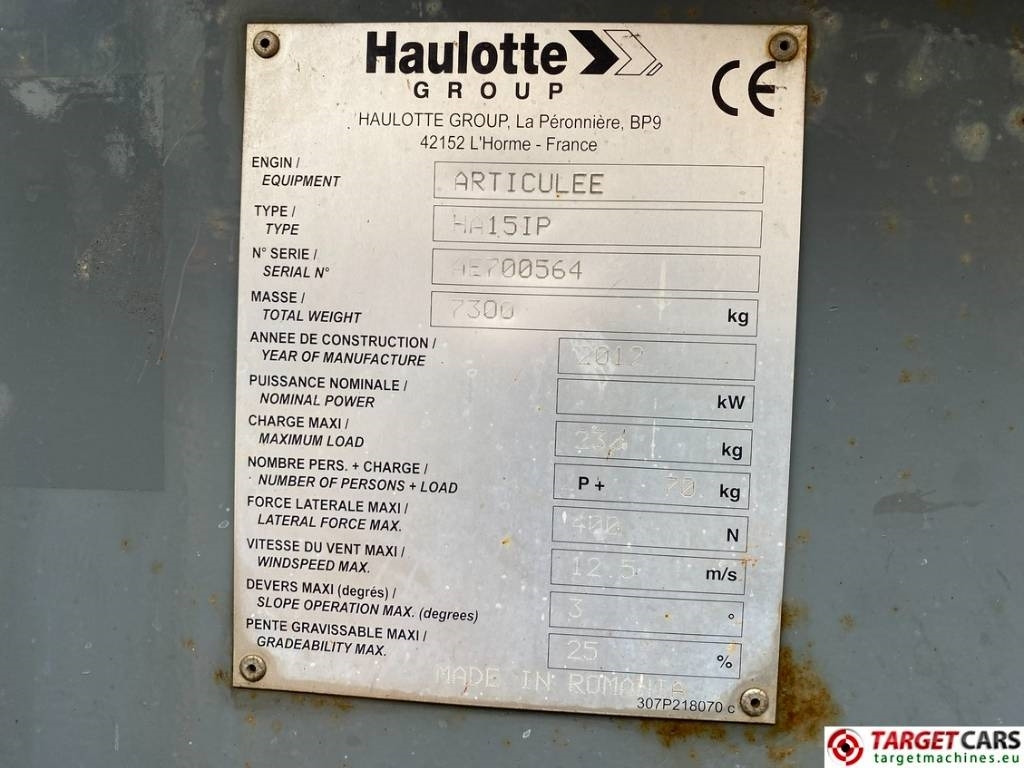 Haulotte
GROUP
CE
HAULOTTE GROUP, La Péronnière, BP9
42152 L'Horme - France
ENGIN /
EQUIPMENT
ARTICULEE
TYPE /
TYPE
HA15IP
N° SERIE /
SERIAL N°
AE700564
MASSE /
TOTAL WEIGHT
7300 kg
ANNEE DE CONSTRUCTION /
YEAR OF MANUFACTURE
2012
PUISSANCE NOMINALE /
NOMINAL POWER
kW
CHARGE MAXI /
MAXIMUM LOAD
230 kg
NOMBRE PERS. + CHARGE /
NUMBER OF PERSONS + LOAD
P + 70 kg
FORCE LATERALE MAXI /
LATERAL FORCE MAX.
400 N
VITESSE DU VENT MAXI /
WINDSPEED MAX.
12.5 m/s
DEVERS MAXI (degrés) /
SLOPE OPERATION MAX. (degrees)
3 °
PENTE GRAVISSABLE MAXI /
GRADEABILITY MAX.
25 %
MADE IN ROMANIA
307P218070 c
TARGETCARS
targetmachines.eu